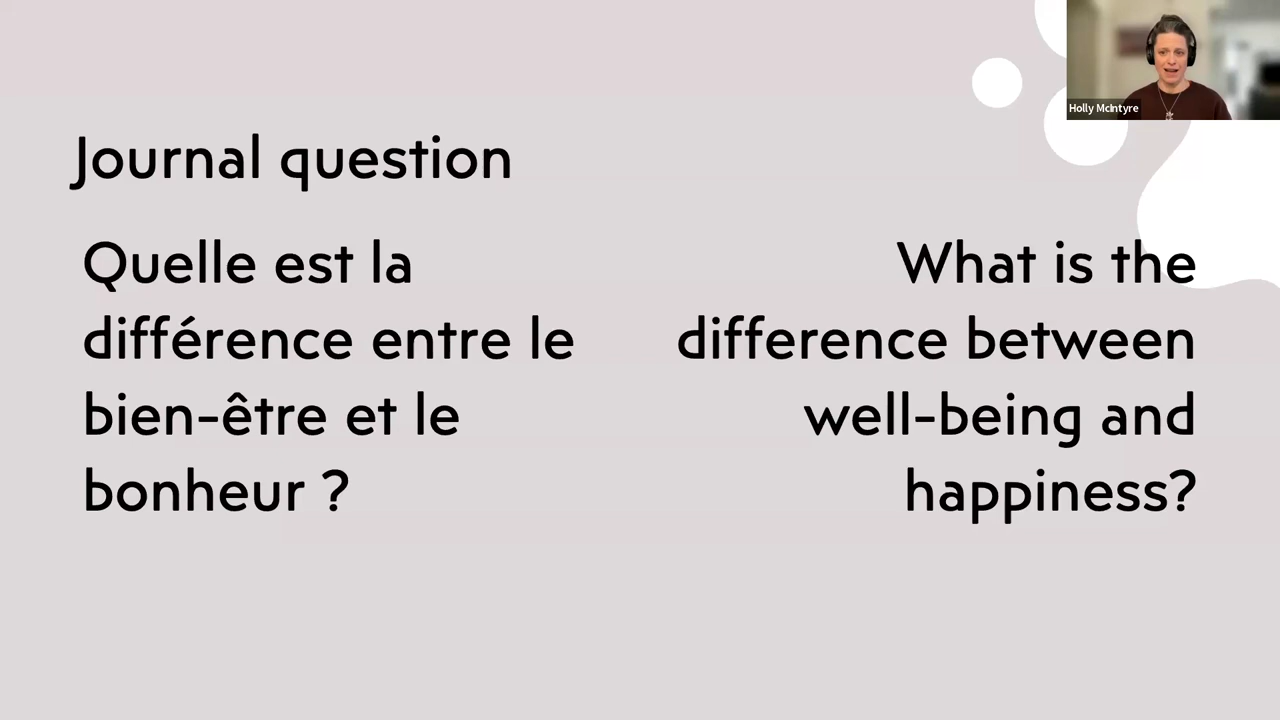 Holly McIntyre
Journal question
Quelle est la
différence entre le
bien-être et le
bonheur ?
What is the
difference between
well-being and
happiness?